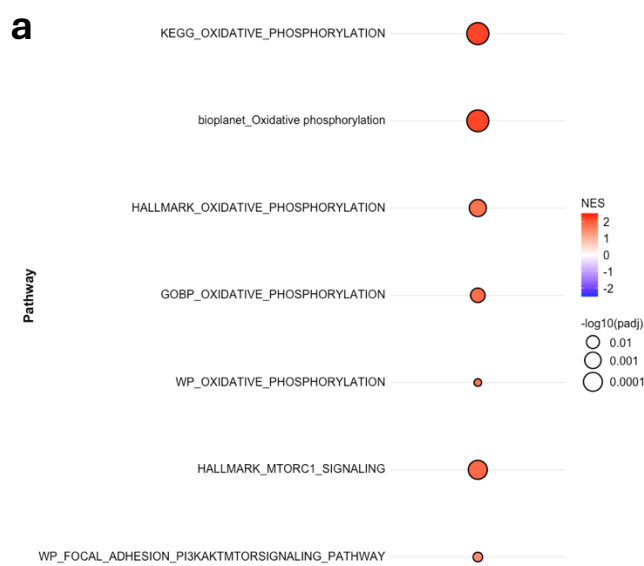 a
KEGG_OXIDATIVE_PHOSPHORYLATION
bioplanet_Oxidative phosphorylation
HALLMARK_OXIDATIVE_PHOSPHORYLATION
GOBP_OXIDATIVE_PHOSPHORYLATION
WP_OXIDATIVE_PHOSPHORYLATION
HALLMARK_MTORC1_SIGNALING
WP_FOCAL_ADHESION_PI3KAKTMTORSIGNALING_PATHWAY
Pathway
NES
2
1
0
-1
-2
-log10(padj)
0.01
0.001
0.0001